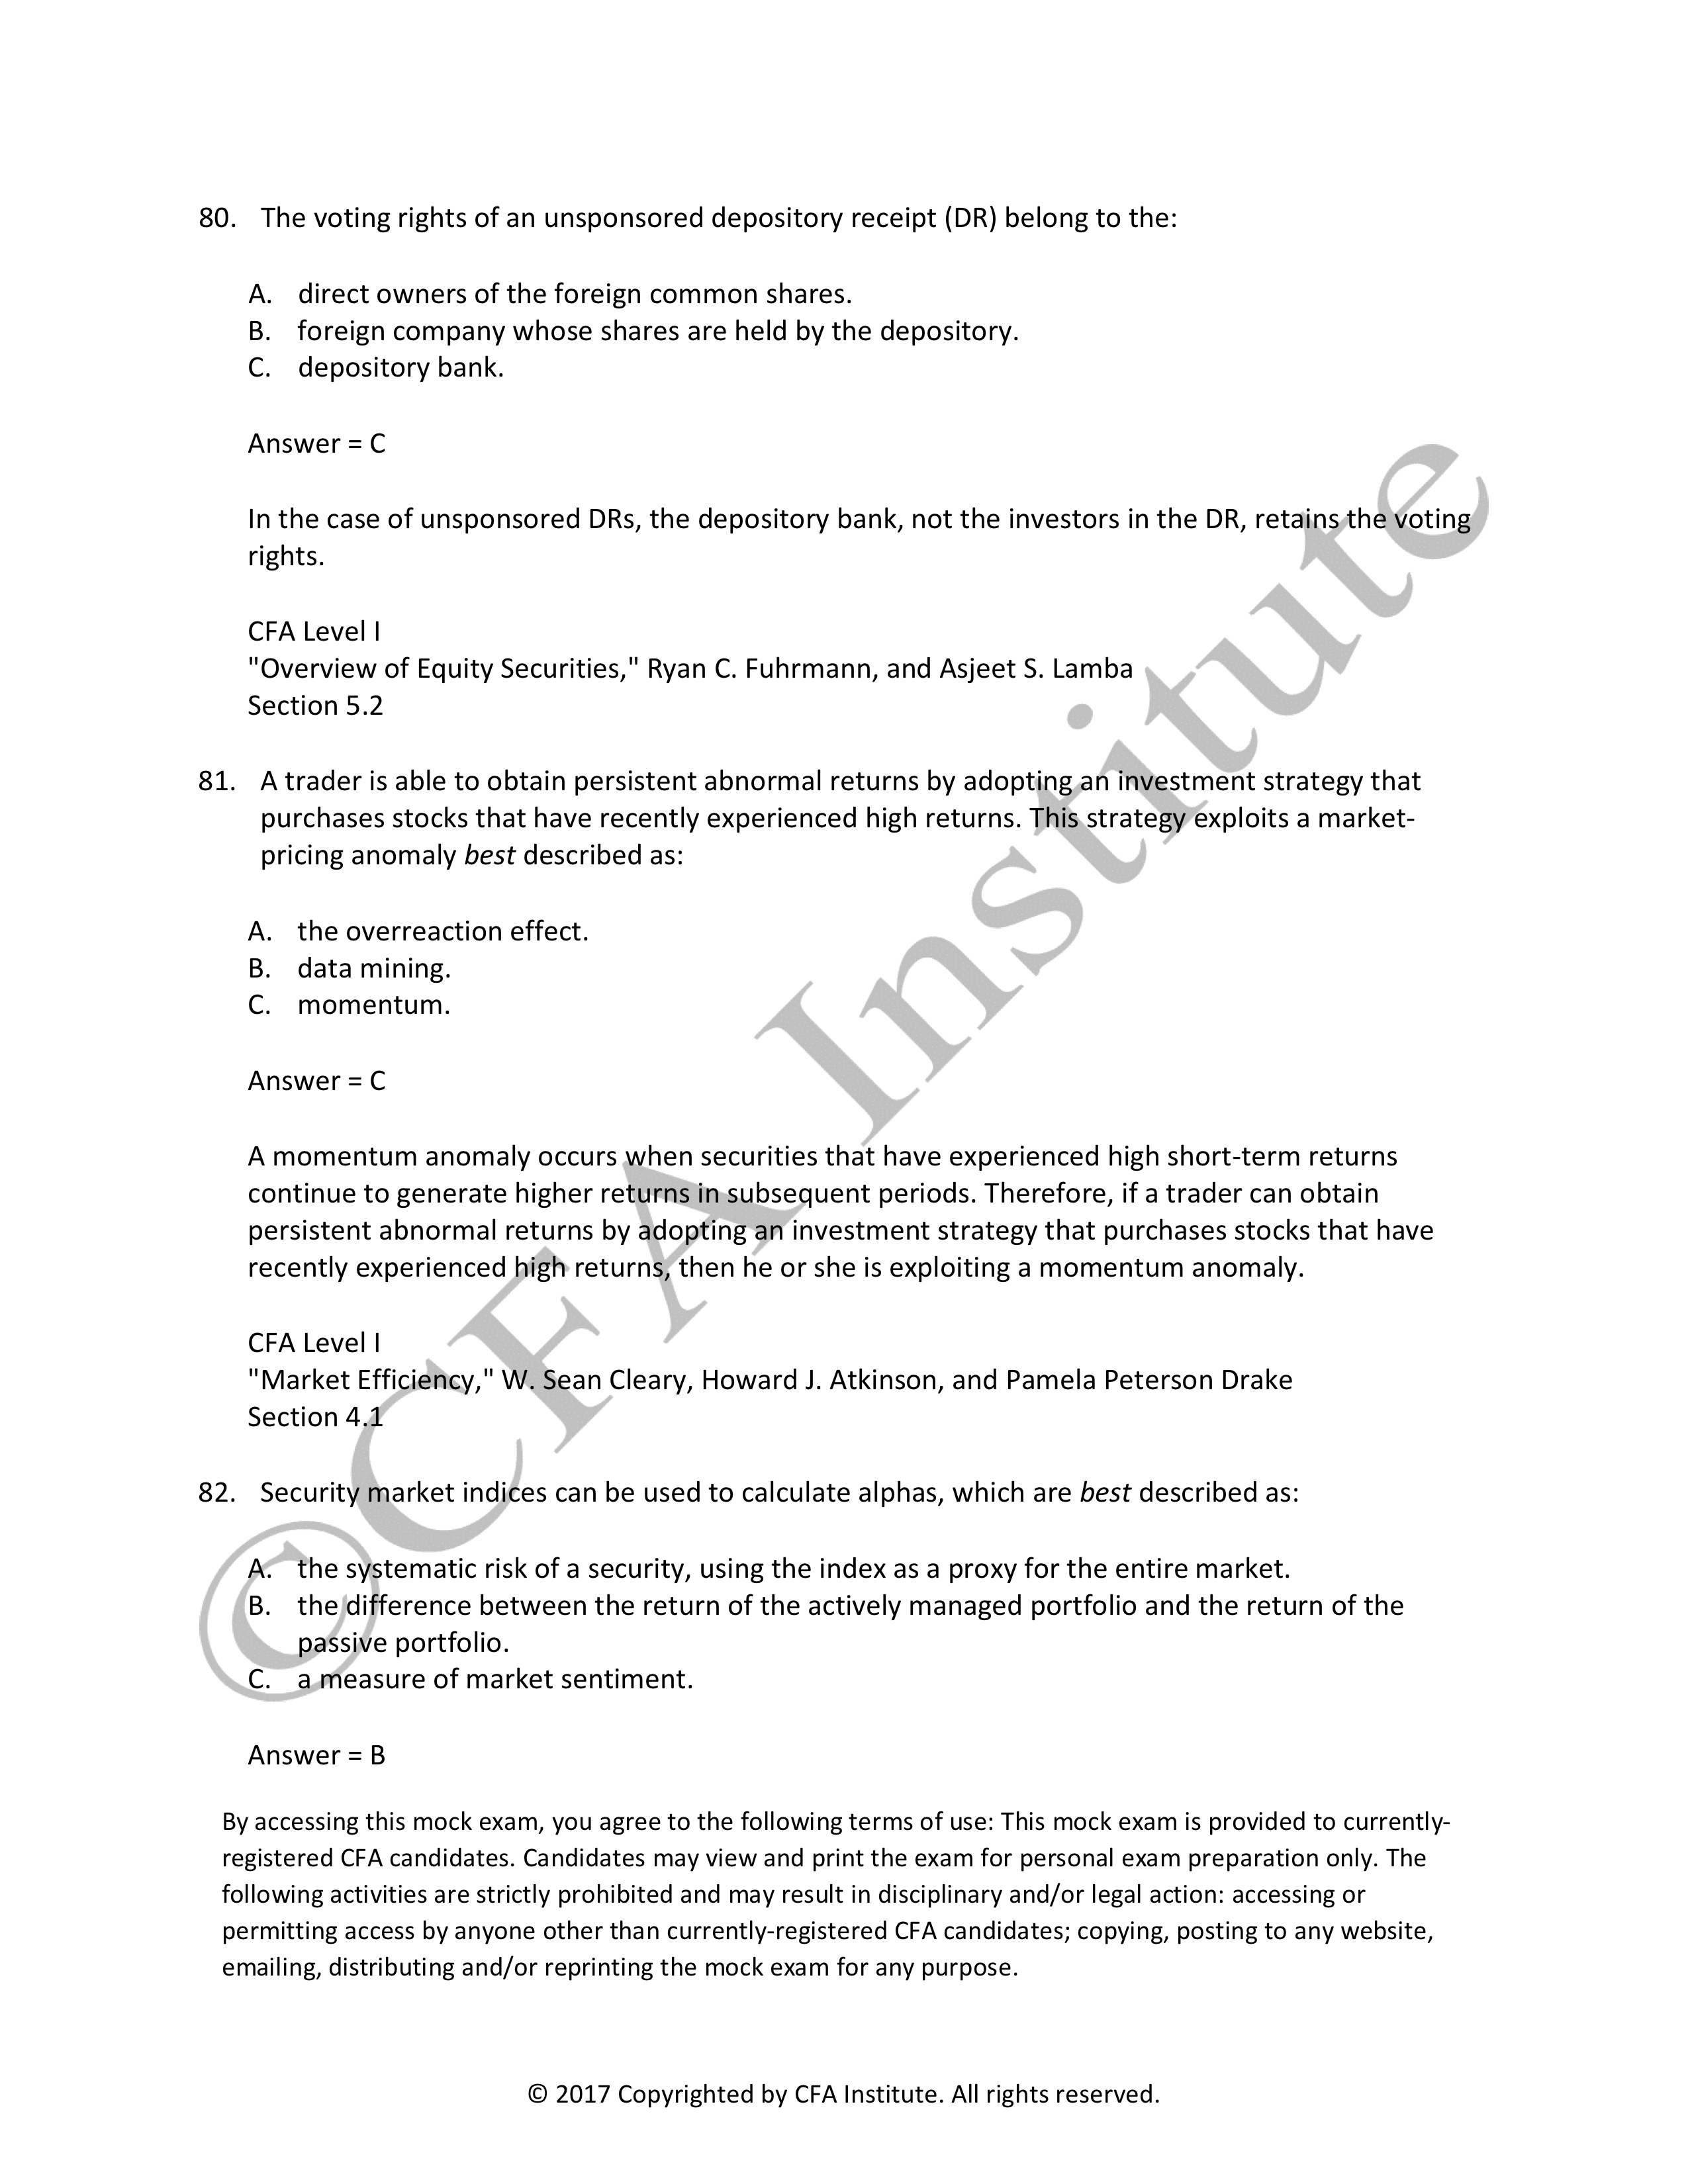 80. The voting rights of an unsponsored depository receipt (DR) belong to the:
A. direct owners of the foreign common shares.
B. foreign company whose shares are held by the depository.
C. depository bank.
Answer = C
In the case of unsponsored DRs, the depository bank, not the investors in the DR, retains the voting
rights.
CFA Level I
"Overview of Equity Securities," Ryan C. Fuhrmann, and Asjeet S. Lamba
Section 5.2
81. A trader is able to obtain persistent abnormal returns by adopting an investment strategy that
purchases stocks that have recently experienced high returns. This strategy exploits a market-
pricing anomaly best described as:
A. the overreaction effect.
B. data mining.
C. momentum.
Answer = C
A momentum anomaly occurs when securities that have experienced high short-term returns
continue to generate higher returns in subsequent periods. Therefore, if a trader can obtain
persistent abnormal returns by adopting an investment strategy that purchases stocks that have
recently experienced high returns, then he or she is exploiting a momentum anomaly.
CFA Level I
"Market Efficiency," W. Sean Cleary, Howard J. Atkinson, and Pamela Peterson Drake
Section 4.1
82. Security market indices can be used to calculate alphas, which are best described as:
A. the systematic risk of a security, using the index as a proxy for the entire market.
B. the difference between the return of the actively managed portfolio and the return of the
passive portfolio.
C. a measure of market sentiment.
Answer = B
By accessing this mock exam, you agree to the following terms of use: This mock exam is provided to currently-
registered CFA candidates. Candidates may view and print the exam for personal exam preparation only. The
following activities are strictly prohibited and may result in disciplinary and/or legal action: accessing or
permitting access by anyone other than currently-registered CFA candidates; copying, posting to any website,
emailing, distributing and/or reprinting the mock exam for any purpose.
© 2017 Copyrighted by CFA Institute. All rights reserved.
©CFA Institute